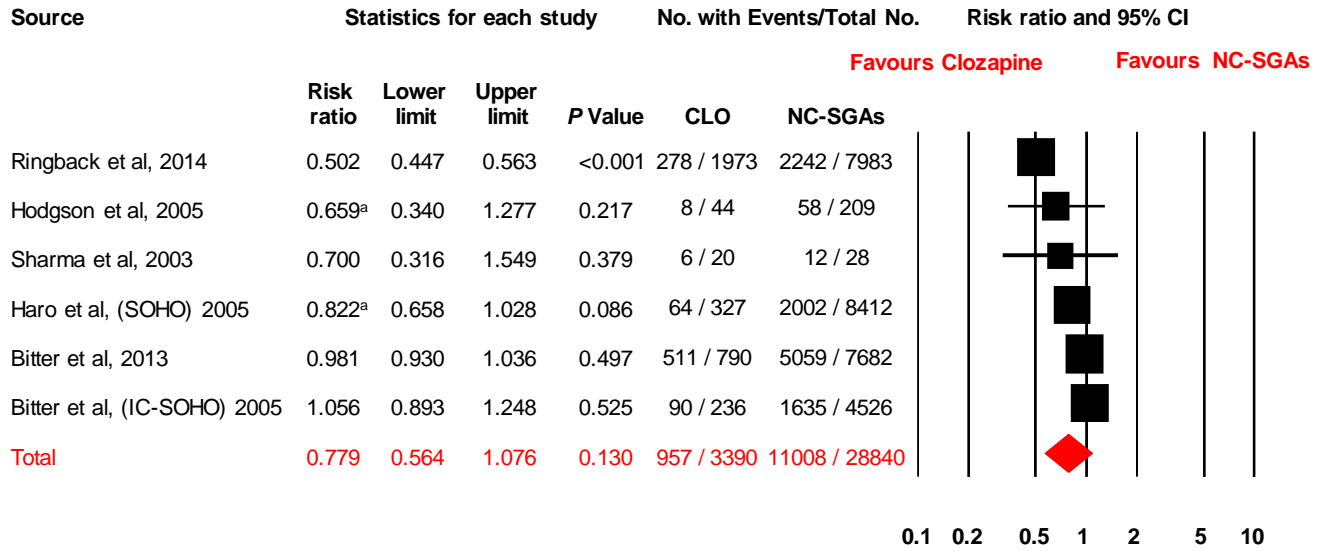 Source Statistics for each study No. with Events/Total No. Risk ratio and 95% CI
Favours Clozapine Favours NC-SGAs
Risk ratio Lower limit Upper limit P Value CLO NC-SGAs
Ringback et al, 2014 0.502 0.447 0.563 <0.001 278 / 1973 2242 / 7983
Hodgson et al, 2005 0.659ᵃ 0.340 1.277 0.217 8 / 44 58 / 209
Sharma et al, 2003 0.700 0.316 1.549 0.379 6 / 20 12 / 28
Haro et al, (SOHO) 2005 0.822ᵃ 0.658 1.028 0.086 64 / 327 2002 / 8412
Bitter et al, 2013 0.981 0.930 1.036 0.497 511 / 790 5059 / 7682
Bitter et al, (IC-SOHO) 2005 1.056 0.893 1.248 0.525 90 / 236 1635 / 4526
Total 0.779 0.564 1.076 0.130 957 / 3390 11008 / 28840
0.1 0.2 0.5 1 2 5 10